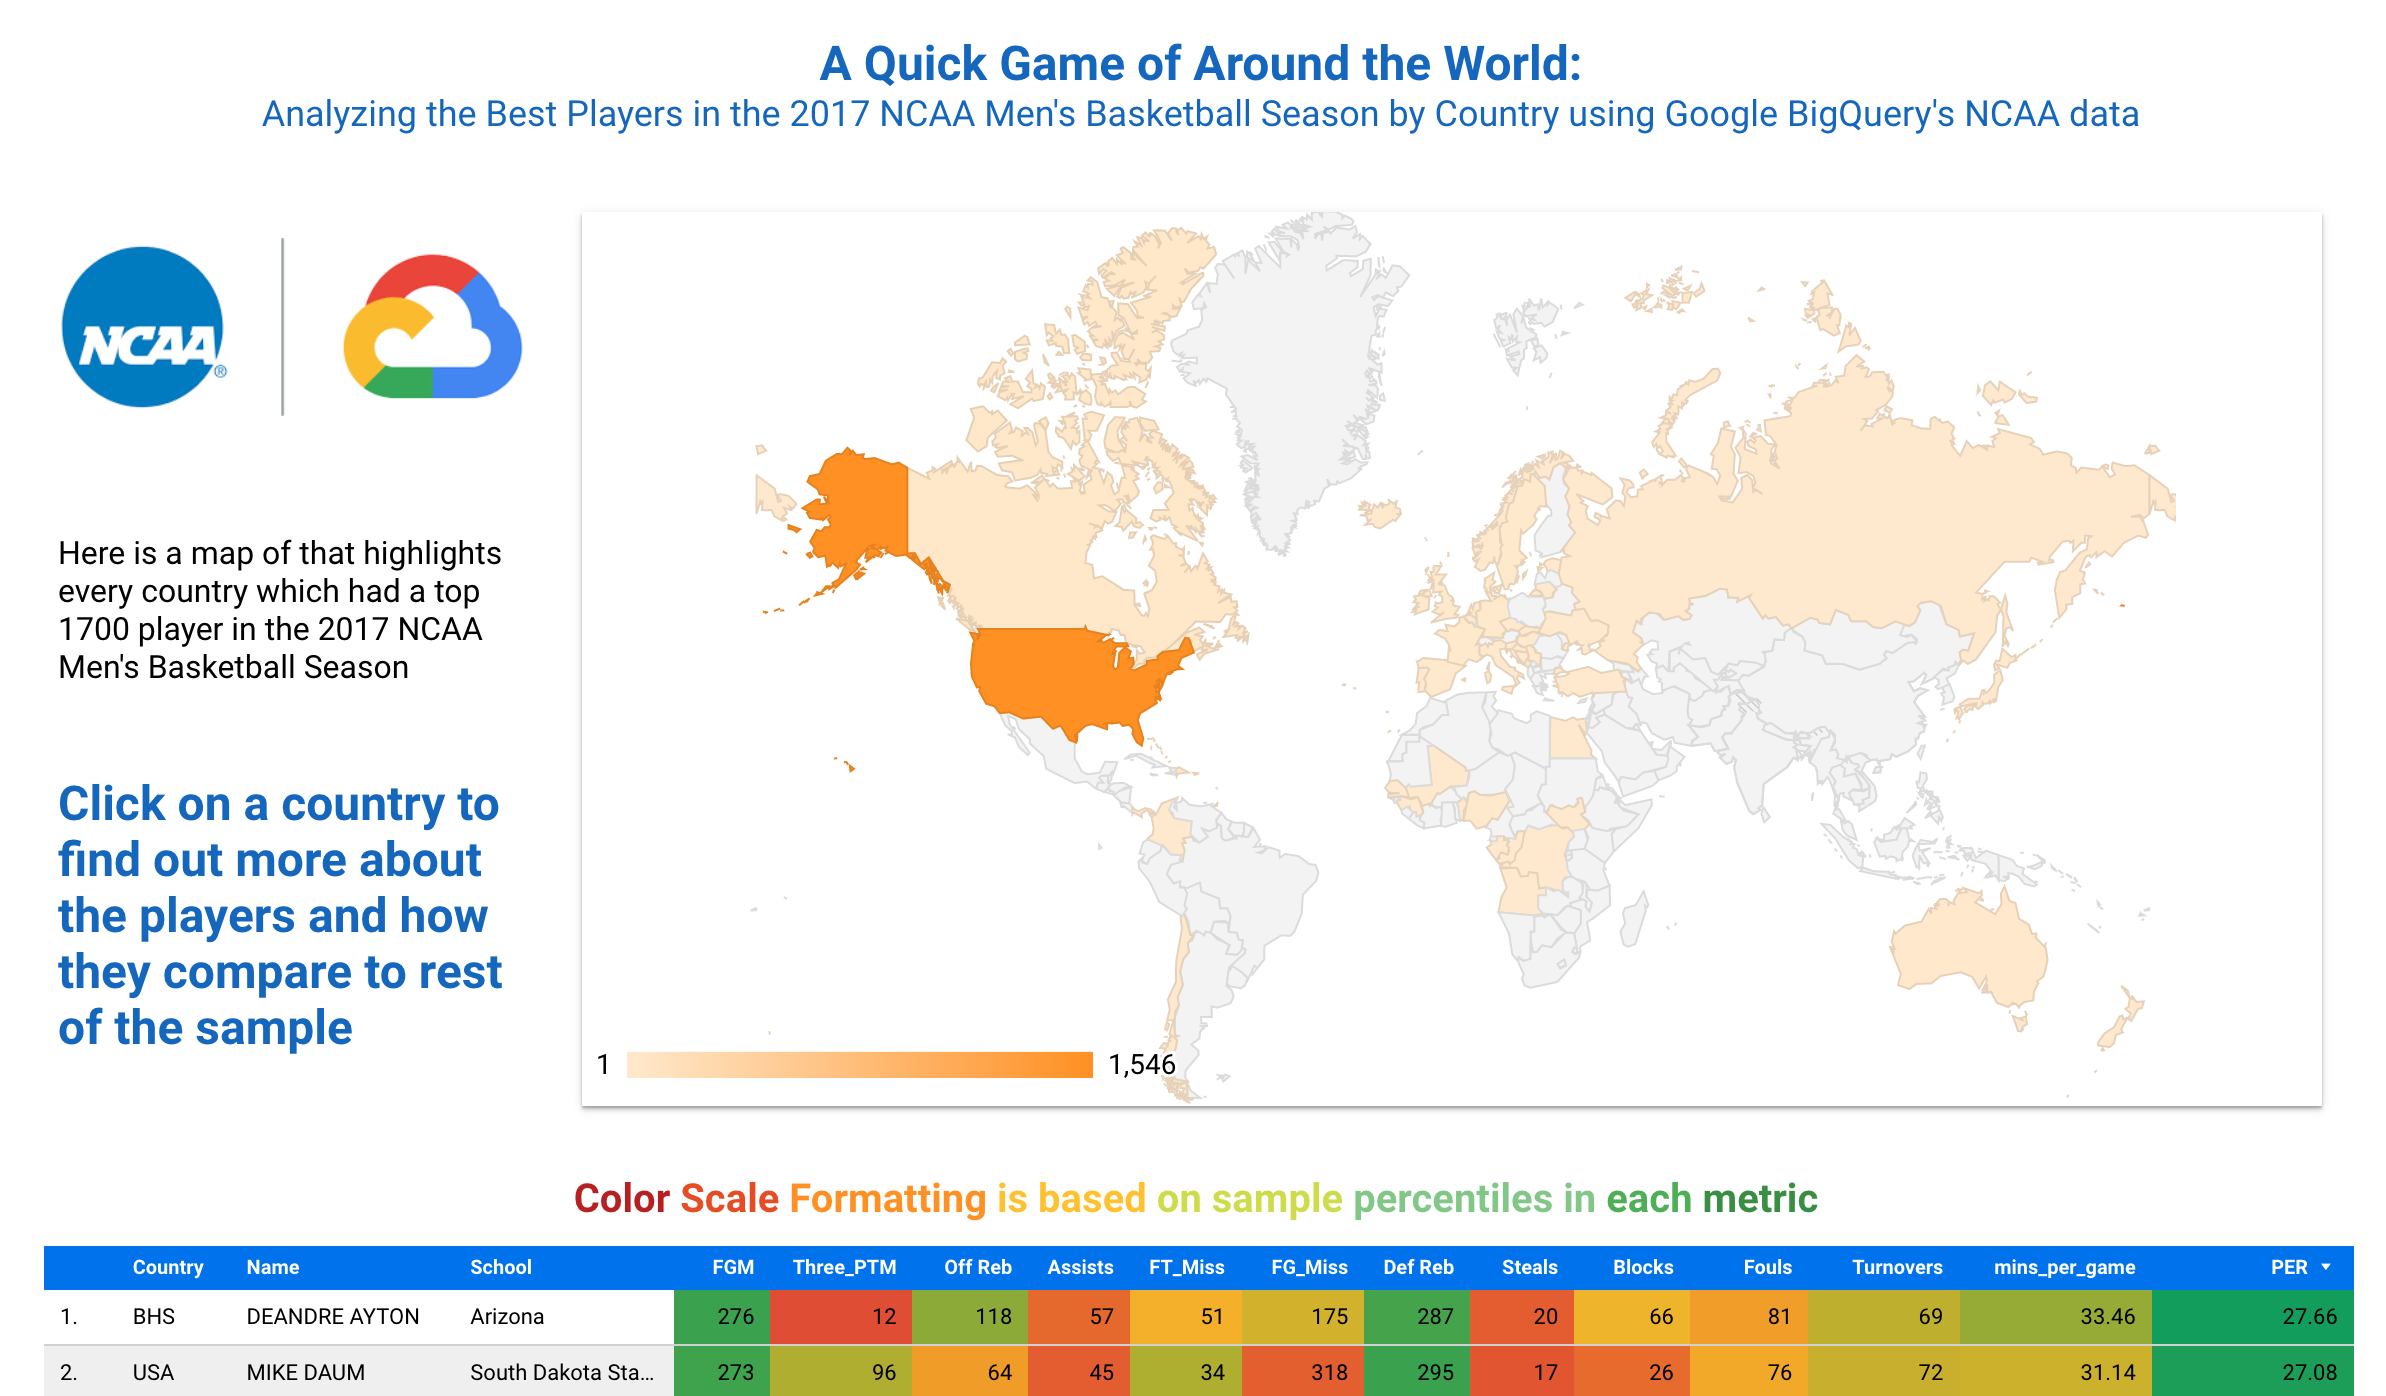 A Quick Game of Around the World:
Analyzing the Best Players in the 2017 NCAA Men's Basketball Season by Country using Google BigQuery's NCAA data
NCAA
®
Here is a map of that highlights
every country which had a top
1700 player in the 2017 NCAA
Men's Basketball Season
Click on a country to
find out more about
the players and how
they compare to rest
of the sample
1 1,546
Color Scale Formatting is based on sample percentiles in each metric
Country Name School FGM Three_PTM Off Reb Assists FT_Miss FG_Miss Def Reb Steals Blocks Fouls Turnovers mins_per_game PER
1. BHS DEANDRE AYTON Arizona 276 12 118 57 51 175 287 20 66 81 69 33.46 27.66
2. USA MIKE DAUM South Dakota Sta... 273 96 64 45 34 318 295 17 26 76 72 31.14 27.08